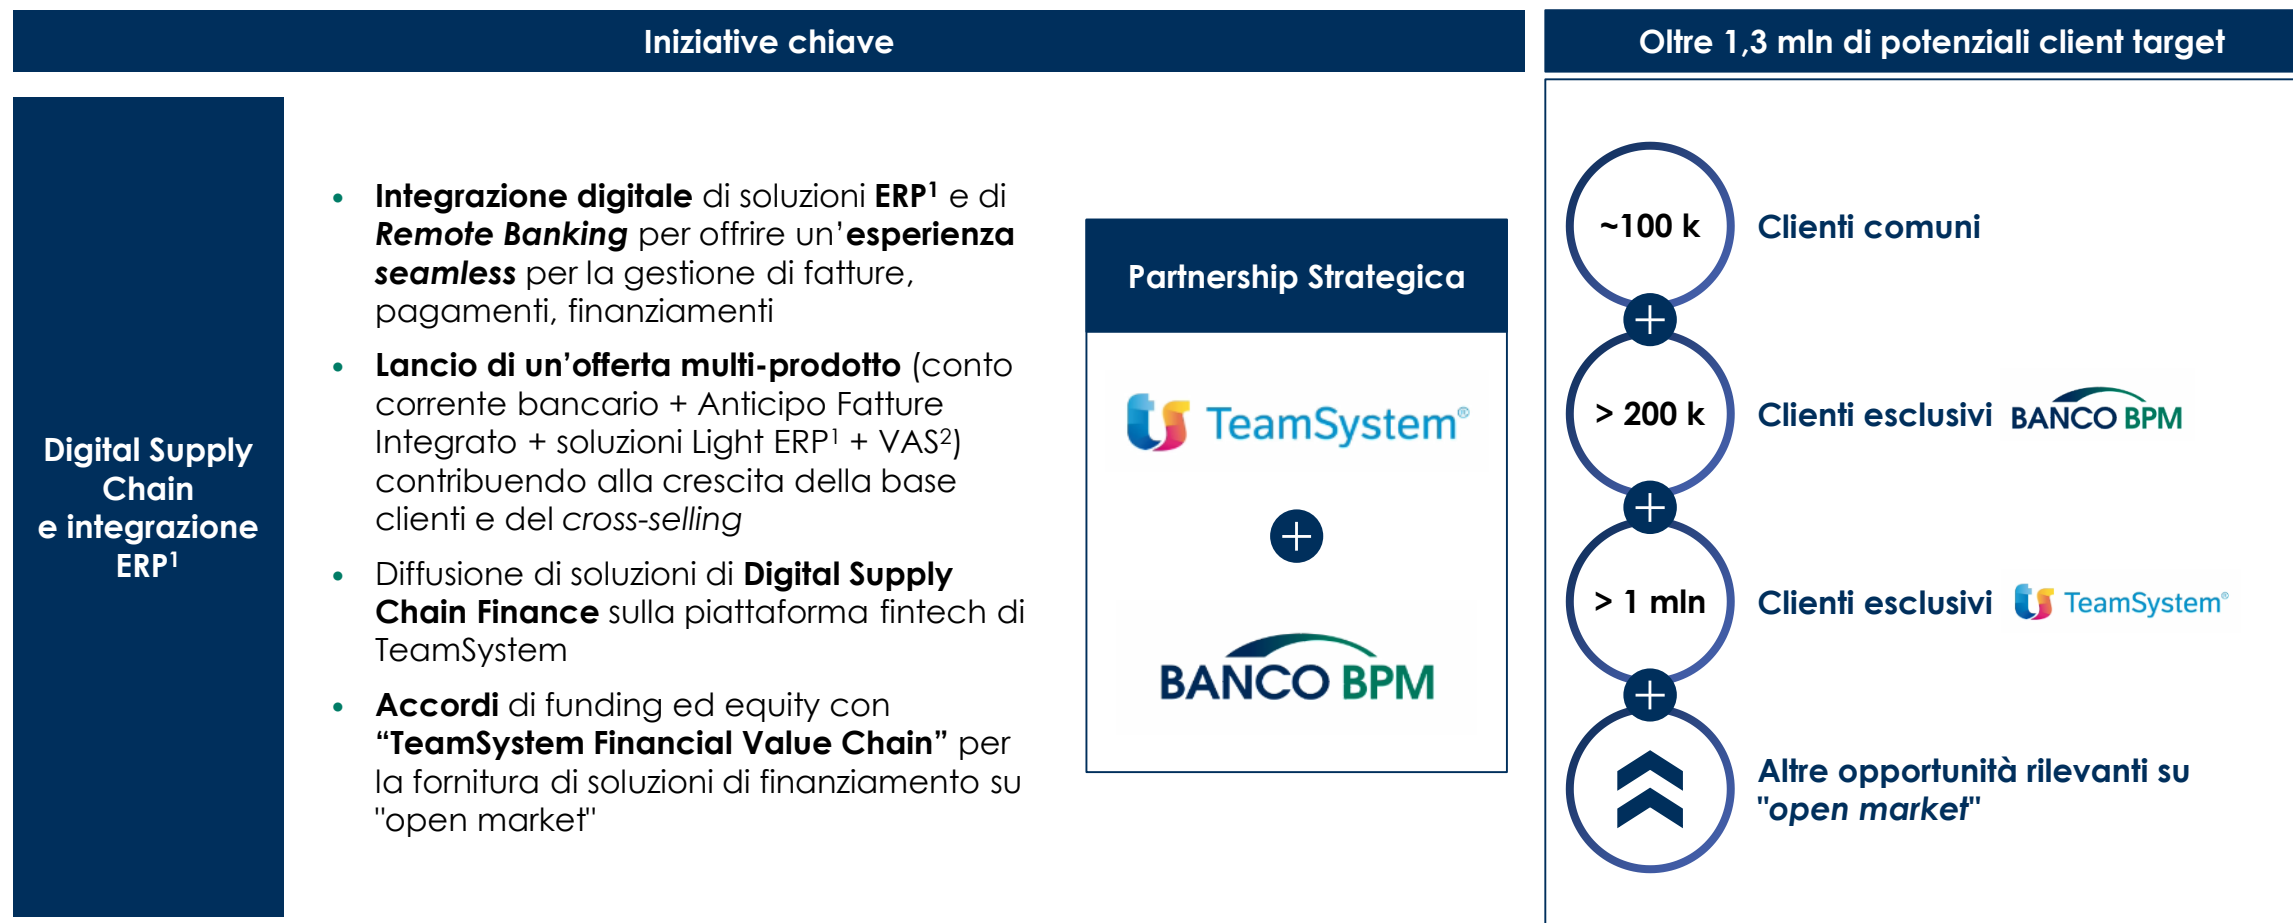 Iniziative chiave
Digital Supply
Chain
e integrazione
ERP¹
• Integrazione digitale di soluzioni ERP¹ e di
Remote Banking per offrire un’esperienza
seamless per la gestione di fatture,
pagamenti, finanziamenti
• Lancio di un’offerta multi-prodotto (conto
corrente bancario + Anticipo Fatture
Integrato + soluzioni Light ERP¹ + VAS²)
contribuendo alla crescita della base
clienti e del cross-selling
• Diffusione di soluzioni di Digital Supply
Chain Finance sulla piattaforma fintech di
TeamSystem
• Accordi di funding ed equity con
“TeamSystem Financial Value Chain” per
la fornitura di soluzioni di finanziamento su
"open market"
Partnership Strategica
TeamSystem®
+
BANCO BPM
Oltre 1,3 mln di potenziali client target
~100 k Clienti comuni
+
> 200 k Clienti esclusivi BANCO BPM
+
> 1 mln Clienti esclusivi TeamSystem®
+
Altre opportunità rilevanti su
"open market"